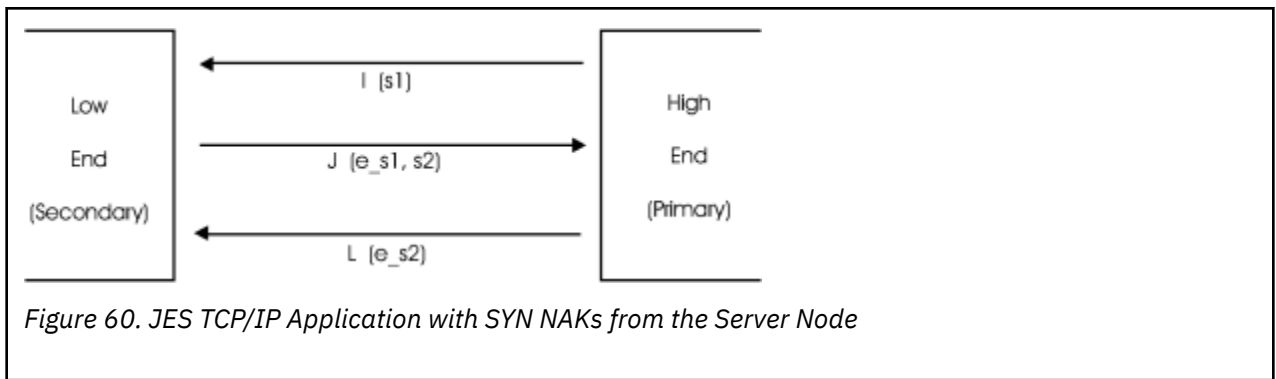 Low
End
(Secondary)
I (s1)
J (e_s1, s2)
L (e_s2)
High
End
(Primary)
Figure 60. JES TCP/IP Application with SYN NAKs from the Server Node